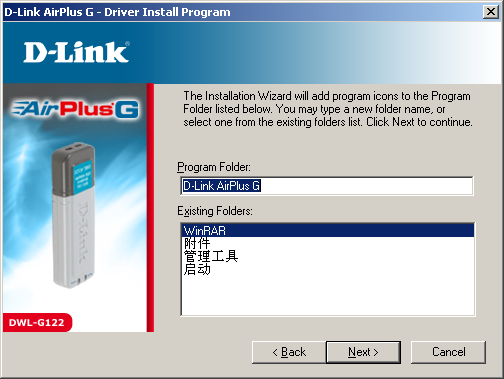 D-Link AirPlus G - Driver Install Program
D-Link
AirPlus G
The Installation Wizard will add program icons to the Program
Folder listed below. You may type a new folder name, or
select one from the existing folders list. Click Next to continue.
Program Folder:
D-Link AirPlus G
Existing Folders:
WinRAR
附件
管理工具
启动
D-Link
DWL-G122
< Back
Next >
Cancel